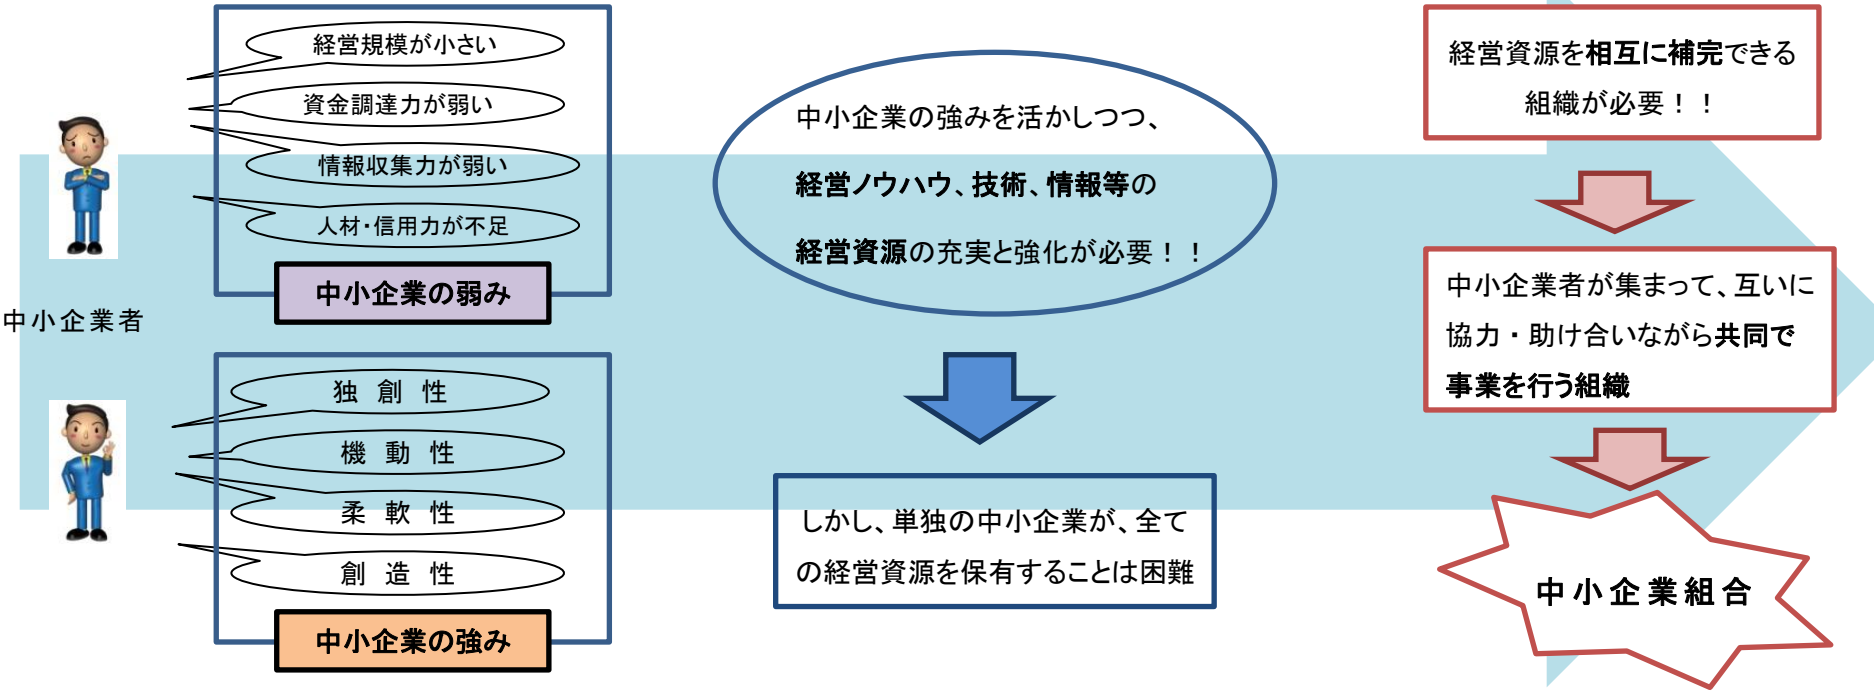 中小企業者
経営規模が小さい
資金調達力が弱い
情報収集力が弱い
人材・信用力が不足
中小企業の弱み
独 創 性
機 動 性
柔 軟 性
創 造 性
中小企業の強み
中小企業の強みを活かしつつ、
経営ノウハウ、技術、情報等の
経営資源の充実と強化が必要！！
しかし、単独の中小企業が、全て
の経営資源を保有することは困難
経営資源を相互に補完できる
組織が必要！！
中小企業者が集まって、互いに
協力・助け合いながら共同で
事業を行う組織
中小企業組合